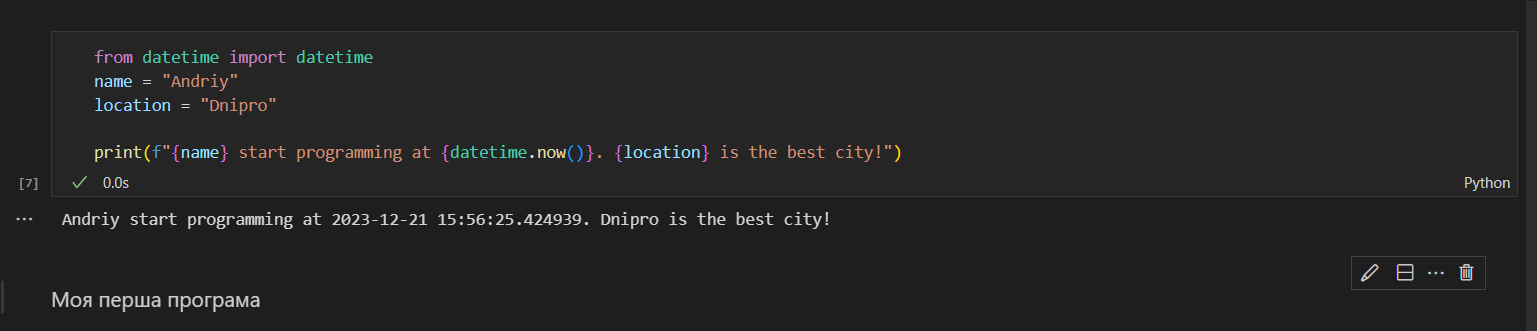 from datetime import datetime
name = "Andriy"
location = "Dnipro"
print(f"{name} start programming at {datetime.now()}. {location} is the best city!")
[7] 0.0s Python
Andriy start programming at 2023-12-21 15:56:25.424939. Dnipro is the best city!
Моя перша програма